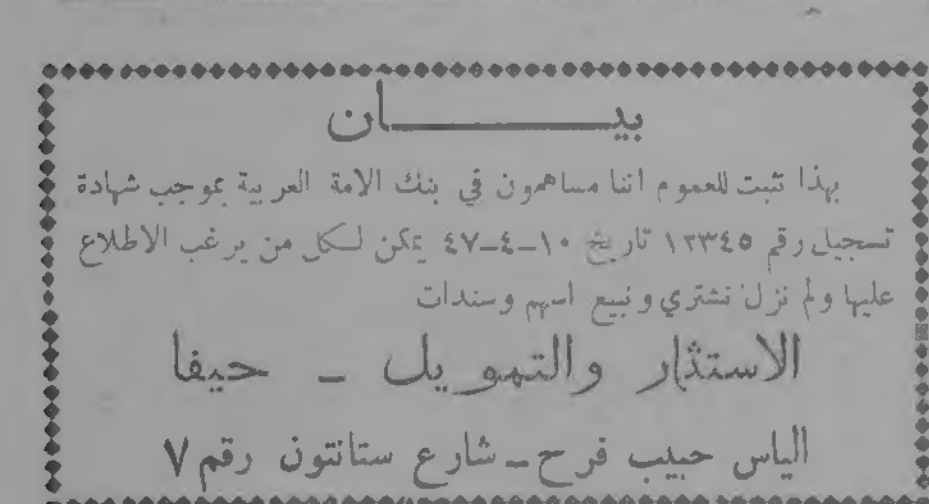 بيـــــــان
بهذا نثبت للعموم اننا مساهمون في بنك الامة العربية بموجب شهادة
تسجيل رقم ١٢٣٤٥ تاريخ ١٠-٤-٤٧ يمكن لكل من يرغب الاطلاع
عليها ولم نزل نشتري ونبيع اسهم وسندات
الاستثمار والتمويل - حيفا
الياس حبيب فرح - شارع ستانتون رقم ٧